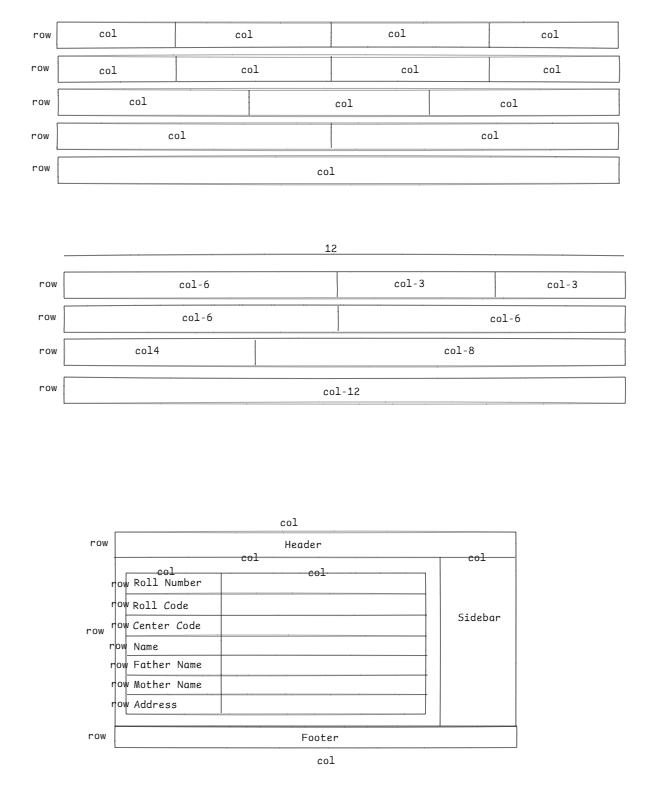 row col col col col
row col col col col
row col col col
row col col
row col
12
row col-6 col-3 col-3
row col-6 col-6
row col4 col-8
row col-12
col
row Header
col col
col col
row Roll Number
row Roll Code
Sidebar
row row Center Code
row Name
row Father Name
row Mother Name
row Address
row Footer
col